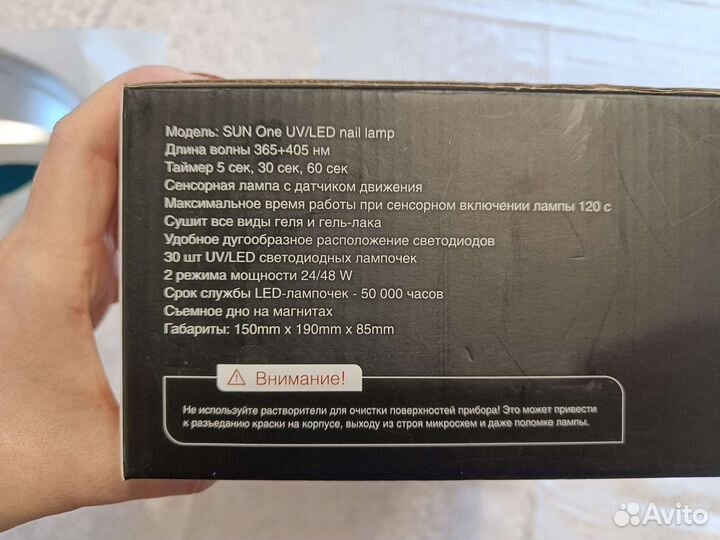 Модель: SUN One UV/LED nail lamp
Длина волны 365+405 нм
Таймер 5 сек, 30 сек, 60 сек
Сенсорная лампа с датчиком движения
Максимальное время работы при сенсорном включении лампы 120 с
Сушит все виды геля и гель-лака
Удобное дугообразное расположение светодиодов
30 шт UV/LED светодиодных лампочек
2 режима мощности 24/48 W
Срок службы LED-лампочек - 50 000 часов
Съемное дно на магнитах
Габариты: 150mm x 190mm x 85mm
Внимание!
Не используйте растворители для очистки поверхностей прибора! Это может привести
к разъеданию краски на корпусе, выходу из строя микросхем и даже поломке лампы.
Avito